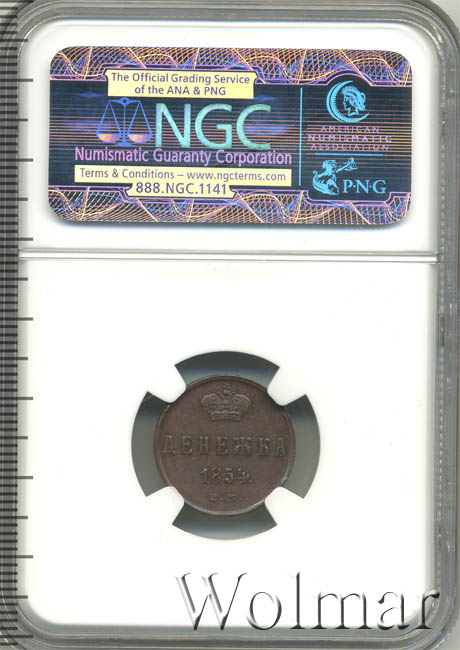 The Official Grading Service
of the ANA & PNG
NGC
Numismatic Guaranty Corporation
Terms & Conditions – www.ngcterms.com
888.NGC.1141
AMERICAN
NUMISMATIC
ASSOCIATION
P·N·G
ДЕНЕЖКА
1854.
Wolmar